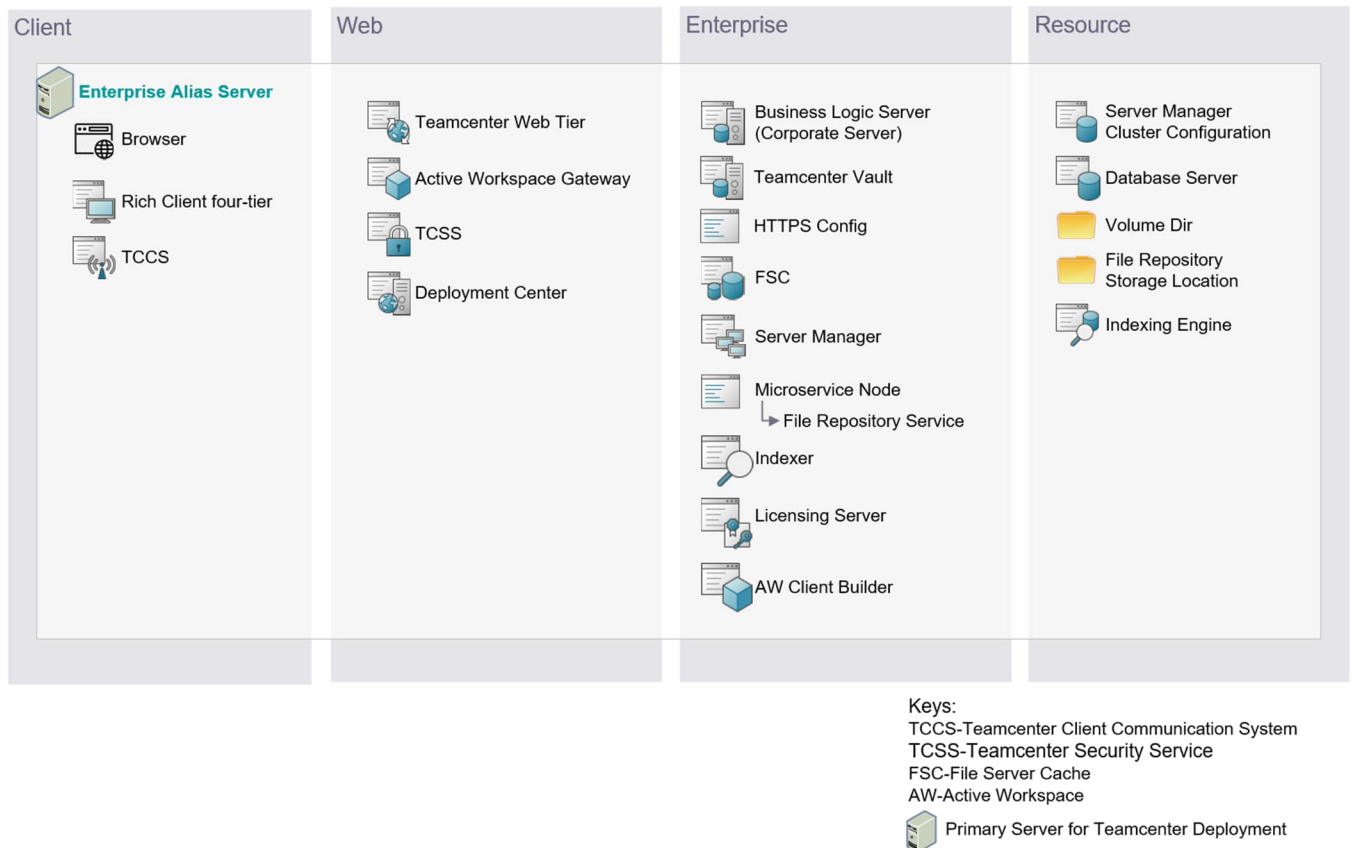 Client
Enterprise Alias Server
Browser
Rich Client four-tier
TCCS
Web
Teamcenter Web Tier
Active Workspace Gateway
TCSS
Deployment Center
Enterprise
Business Logic Server
(Corporate Server)
Teamcenter Vault
HTTPS Config
FSC
Server Manager
Microservice Node
File Repository Service
Indexer
Licensing Server
AW Client Builder
Resource
Server Manager
Cluster Configuration
Database Server
Volume Dir
File Repository
Storage Location
Indexing Engine
Keys:
TCCS-Teamcenter Client Communication System
TCSS-Teamcenter Security Service
FSC-File Server Cache
AW-Active Workspace
Primary Server for Teamcenter Deployment